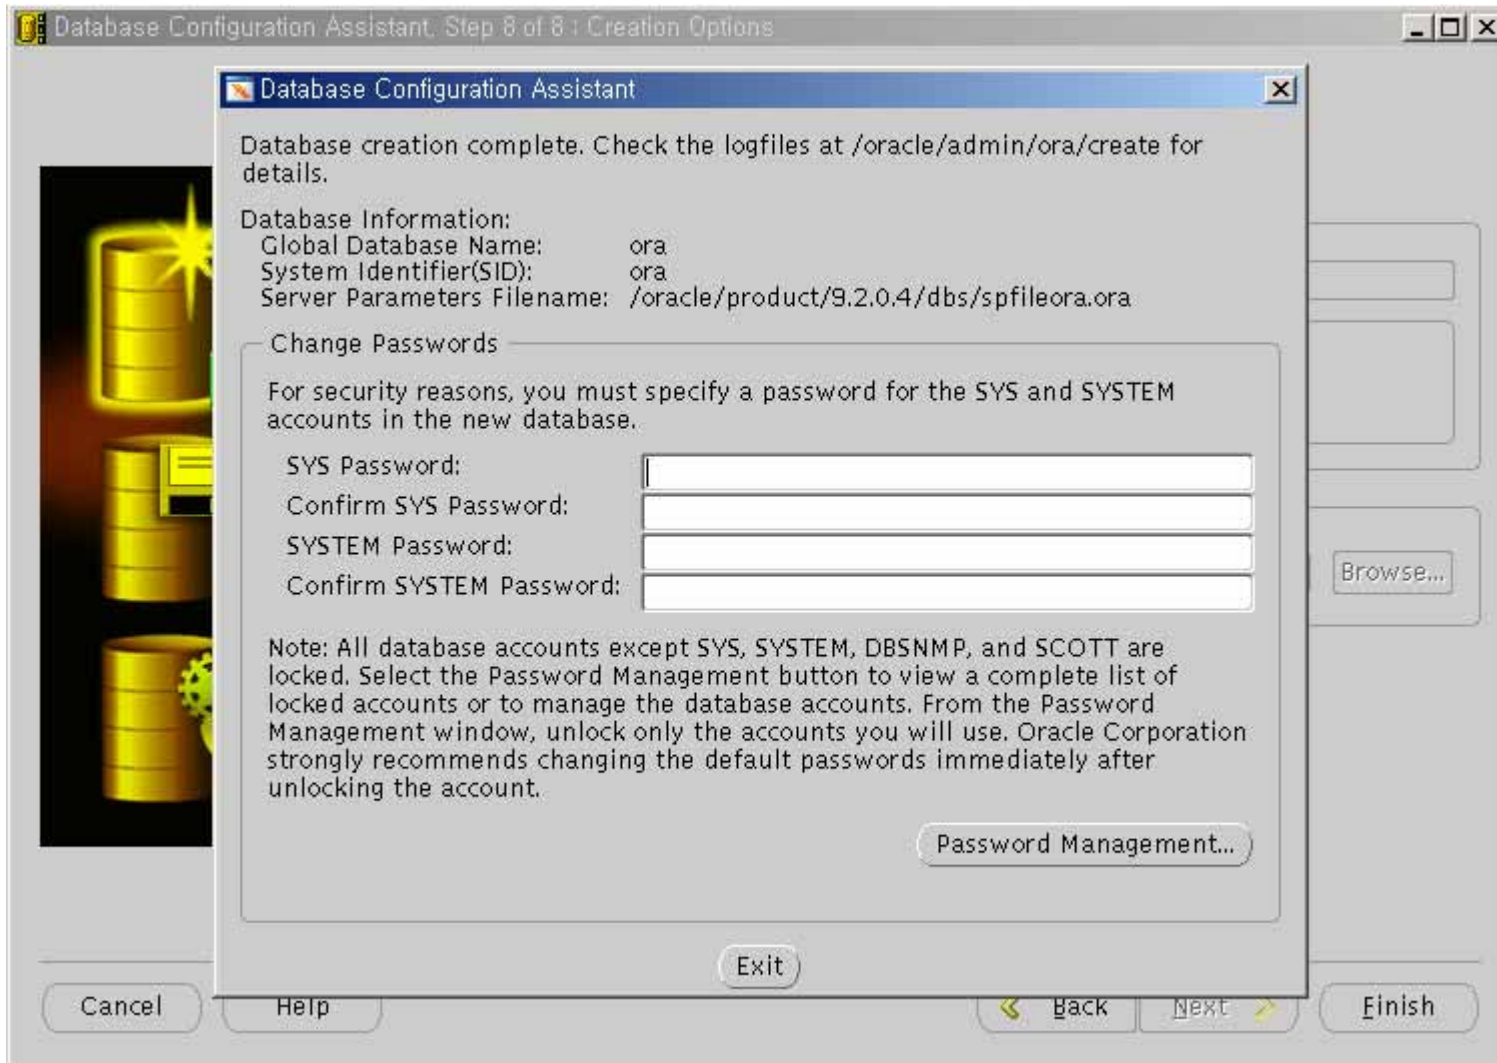 Database Configuration Assistant, Step 8 of 8 : Creation Options
Database Configuration Assistant
Database creation complete. Check the logfiles at /oracle/admin/ora/create for
details.
Database Information:
Global Database Name: ora
System Identifier(SID): ora
Server Parameters Filename: /oracle/product/9.2.0.4/dbs/spfileora.ora
Change Passwords
For security reasons, you must specify a password for the SYS and SYSTEM
accounts in the new database.
SYS Password:
Confirm SYS Password:
SYSTEM Password:
Confirm SYSTEM Password:
Browse...
Note: All database accounts except SYS, SYSTEM, DBSNMP, and SCOTT are
locked. Select the Password Management button to view a complete list of
locked accounts or to manage the database accounts. From the Password
Management window, unlock only the accounts you will use. Oracle Corporation
strongly recommends changing the default passwords immediately after
unlocking the account.
Password Management...
Exit
Cancel Help Back Next Finish